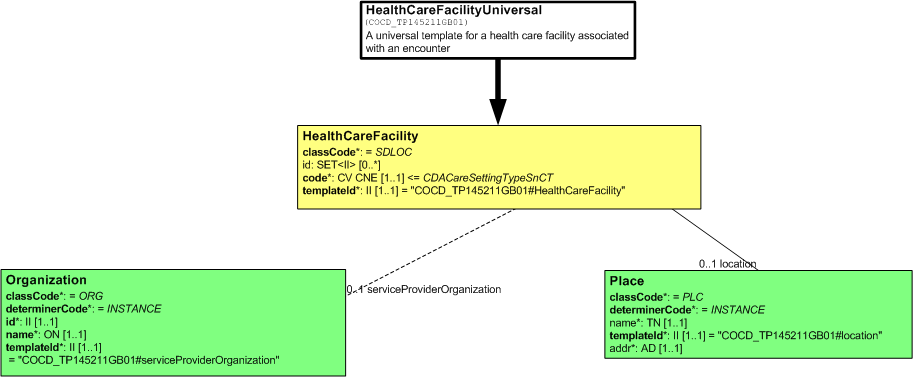 HealthCareFacilityUniversal
(COCD_TP145211GB01)
A universal template for a health care facility associated
with an encounter
HealthCareFacility
classCode*: = SDLOC
id: SET<II> [0..*]
code*: CV CNE [1..1] <= CDACareSettingTypeSnCT
templateId*: II [1..1] = "COCD_TP145211GB01#HealthCareFacility"
0..1 serviceProviderOrganization
0..1 location
Organization
classCode*: = ORG
determinerCode*: = INSTANCE
id*: II [1..1]
name*: ON [1..1]
templateId*: II [1..1]
= "COCD_TP145211GB01#serviceProviderOrganization"
Place
classCode*: = PLC
determinerCode*: = INSTANCE
name*: TN [1..1]
templateId*: II [1..1] = "COCD_TP145211GB01#location"
addr*: AD [1..1]